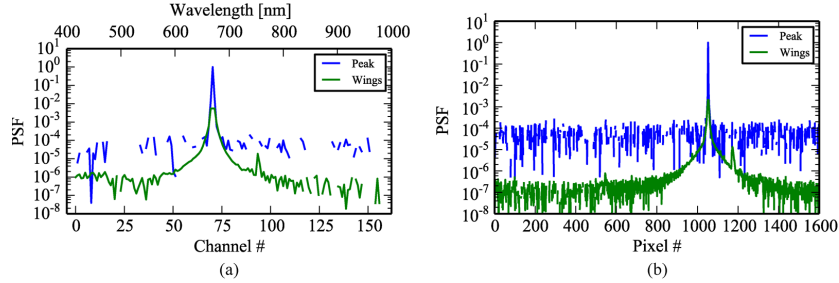 Wavelength [nm]
400 500 600 700 800 900 1000
10^1
10^0
10^-1
10^-2
10^-3
10^-4
10^-5
10^-6
10^-7
10^-8
PSF
Peak
Wings
0 25 50 75 100 125 150
Channel #
(a)
10^1
10^0
10^-1
10^-2
10^-3
10^-4
10^-5
10^-6
10^-7
10^-8
PSF
Peak
Wings
0 200 400 600 800 1000 1200 1400 1600
Pixel #
(b)